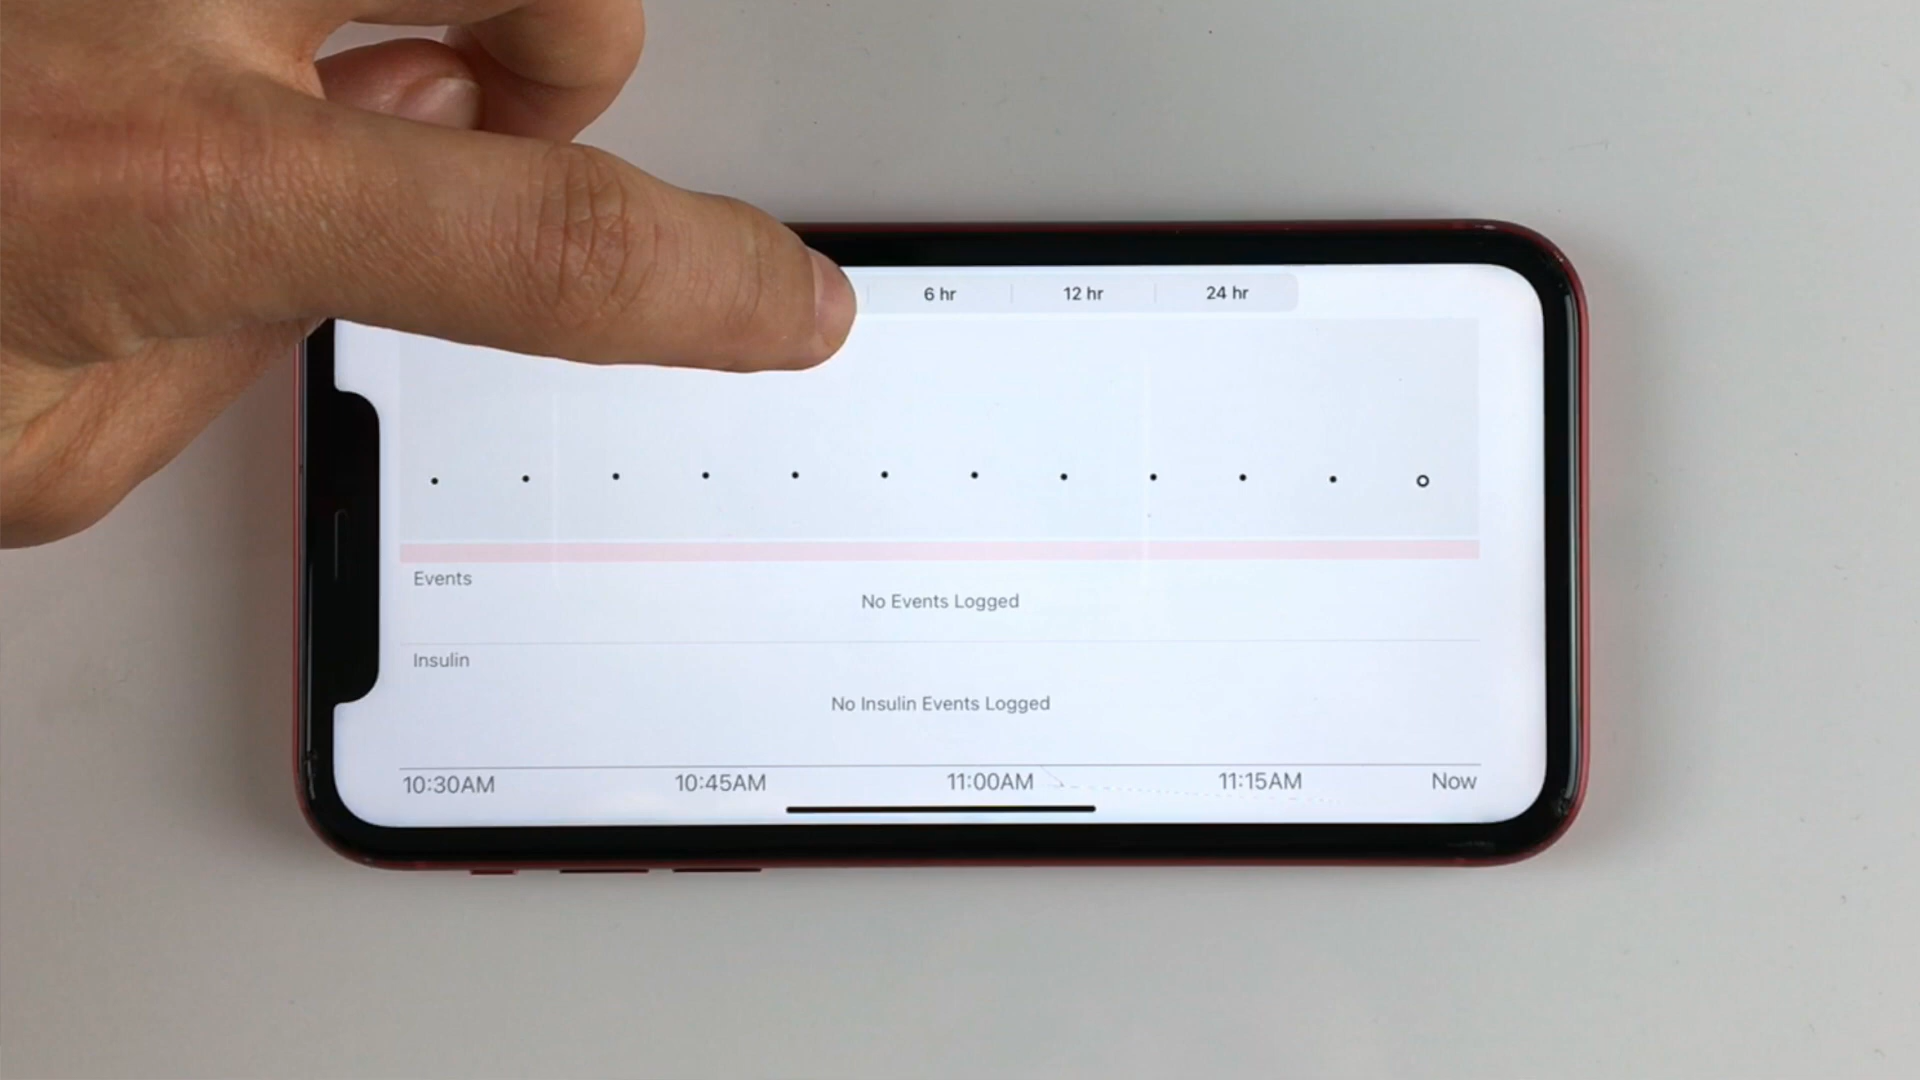 6 hr 12 hr 24 hr
Events
No Events Logged
Insulin
No Insulin Events Logged
10:30AM 10:45AM 11:00AM 11:15AM Now